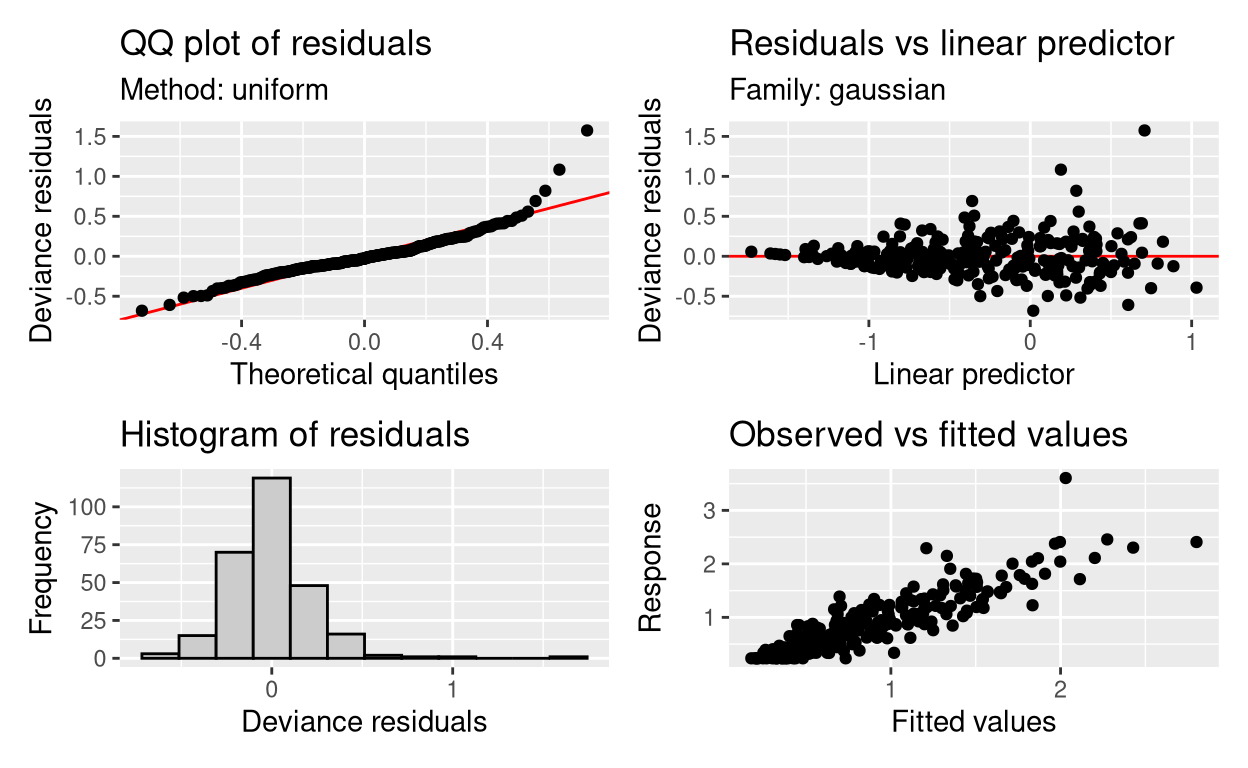 QQ plot of residuals
Method: uniform
Deviance residuals
1.5
1.0
0.5
0.0
-0.5
-0.4
0.0
0.4
Theoretical quantiles
Residuals vs linear predictor
Family: gaussian
Deviance residuals
1.5
1.0
0.5
0.0
-0.5
-1
0
1
Linear predictor
Histogram of residuals
Frequency
100
75
50
25
0
0
1
Deviance residuals
Observed vs fitted values
Response
3
2
1
1
2
Fitted values